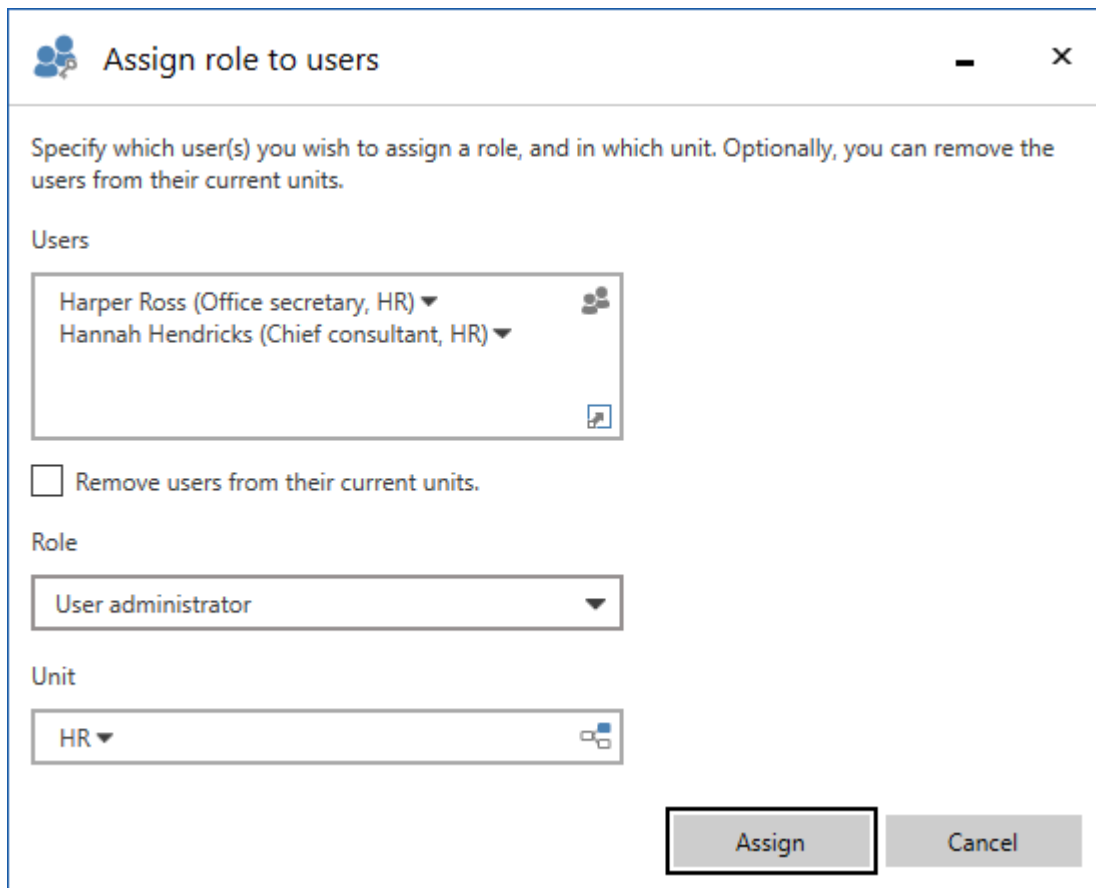 Assign role to users
Specify which user(s) you wish to assign a role, and in which unit. Optionally, you can remove the
users from their current units.
Users
Harper Ross (Office secretary, HR)
Hannah Hendricks (Chief consultant, HR)
Remove users from their current units.
Role
User administrator
Unit
HR
Assign Cancel